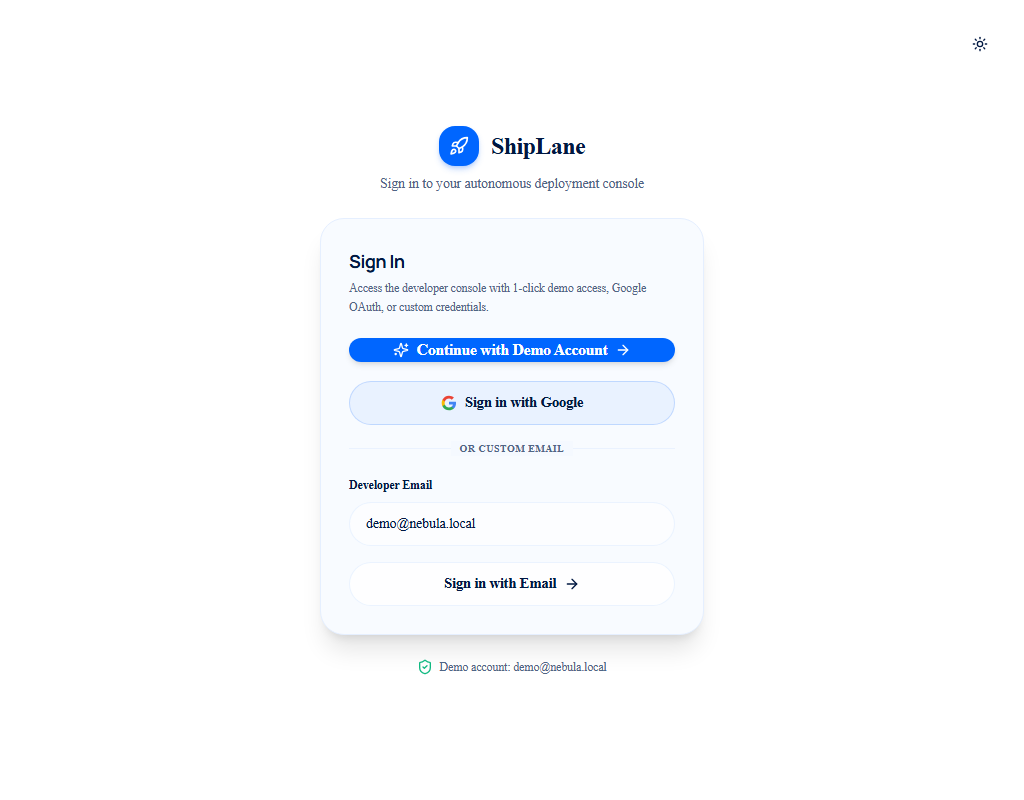 ShipLane
Sign in to your autonomous deployment console
Sign In
Access the developer console with 1-click demo access, Google
OAuth, or custom credentials.
Continue with Demo Account
Sign in with Google
OR CUSTOM EMAIL
Developer Email
demo@nebula.local
Sign in with Email
Demo account: demo@nebula.local